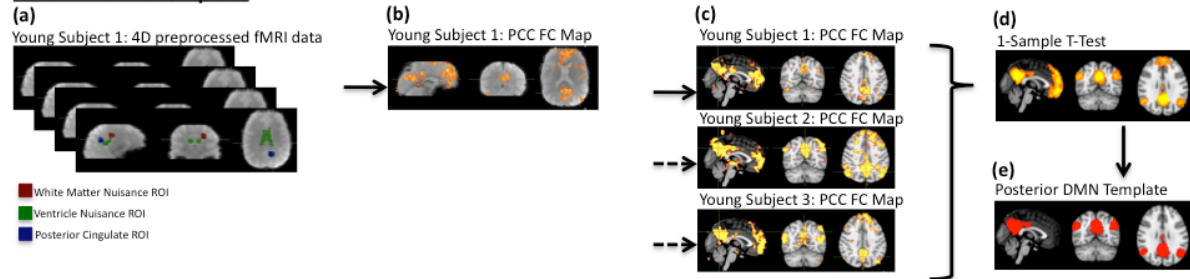 (a)
Young Subject 1: 4D preprocessed fMRI data
White Matter Nuisance ROI
Ventricle Nuisance ROI
Posterior Cingulate ROI
(b)
Young Subject 1: PCC FC Map
(c)
Young Subject 1: PCC FC Map
Young Subject 2: PCC FC Map
Young Subject 3: PCC FC Map
(d)
1-Sample T-Test
(e)
Posterior DMN Template